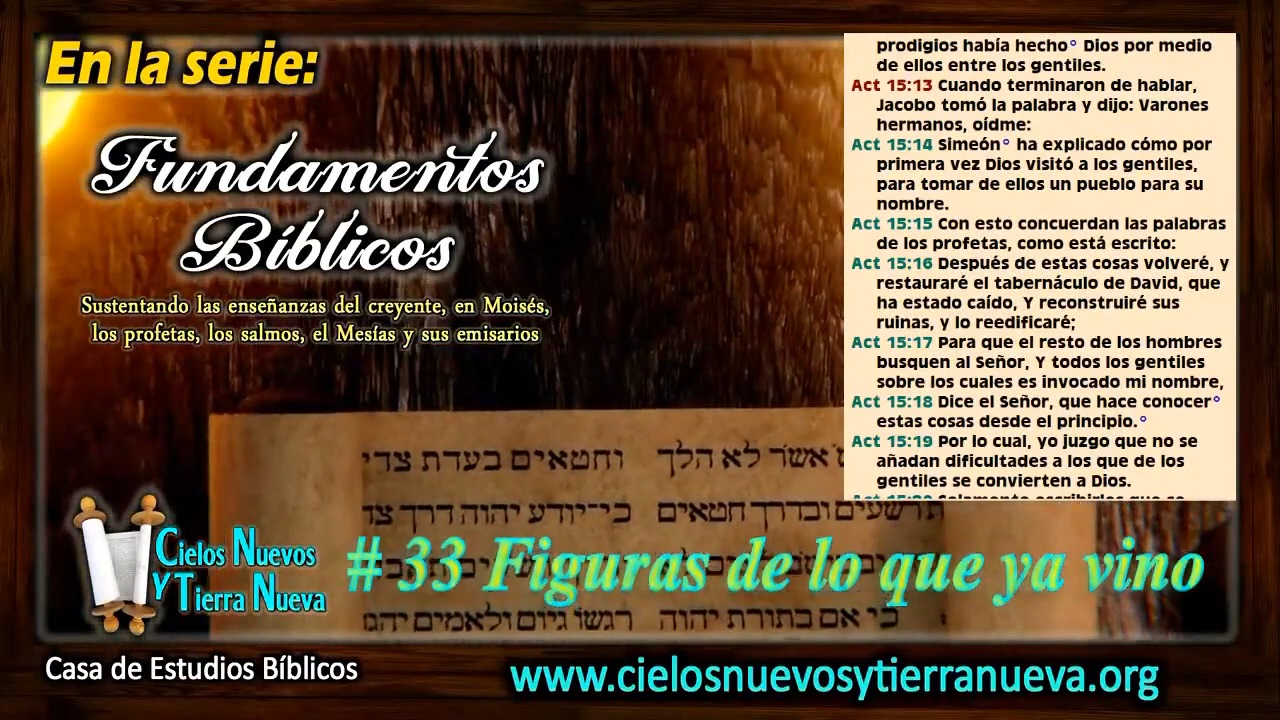 En la serie:
Fundamentos
Bíblicos
Sustentando las enseñanzas del creyente, en Moisés,
los profetas, los salmos, el Mesías y sus emisarios
prodigios había hecho° Dios por medio
de ellos entre los gentiles.
Act 15:13 Cuando terminaron de hablar,
Jacobo tomó la palabra y dijo: Varones
hermanos, oídme:
Act 15:14 Simeón° ha explicado cómo por
primera vez Dios visitó a los gentiles,
para tomar de ellos un pueblo para su
nombre.
Act 15:15 Con esto concuerdan las palabras
de los profetas, como está escrito:
Act 15:16 Después de estas cosas volveré, y
restauraré el tabernáculo de David, que
ha estado caído, Y reconstruiré sus
ruinas, y lo reedificaré;
Act 15:17 Para que el resto de los hombres
busquen al Señor, Y todos los gentiles
sobre los cuales es invocado mi nombre,
Act 15:18 Dice el Señor, que hace conocer°
estas cosas desde el principio.°
Act 15:19 Por lo cual, yo juzgo que no se
añadan dificultades a los que de los
gentiles se convierten a Dios.
אשר לא הלך וחטאים בעדת צדי
רשעים ובדרך חטאים כי־יודע יהוה דרך צד
כי אם בתורת יהוה רגשו גוים ולאמים יהגו
Cielos Nuevos
Y Tierra Nueva
# 33 Figuras de lo que ya vino
Casa de Estudios Bíblicos
www.cielosnuevosytierranueva.org